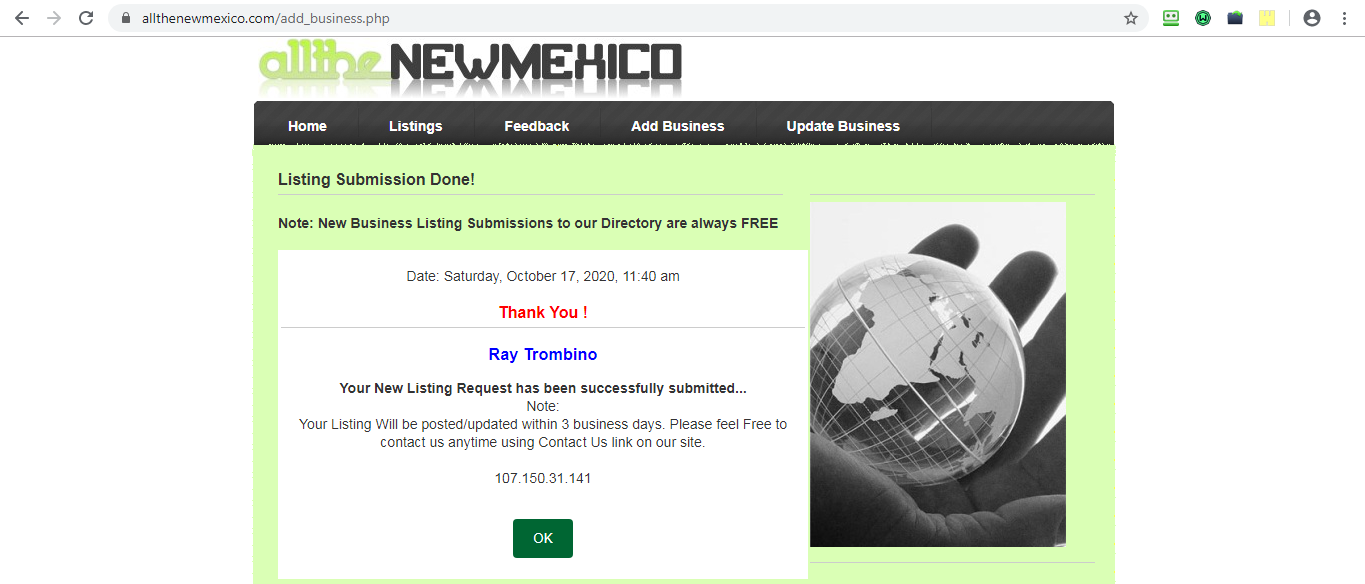 allthenewmexico.com/add_business.php
allthe NEWMEXICO
Home Listings Feedback Add Business Update Business
Listing Submission Done!
Note: New Business Listing Submissions to our Directory are always FREE
Date: Saturday, October 17, 2020, 11:40 am
Thank You !
Ray Trombino
Your New Listing Request has been successfully submitted...
Note:
Your Listing Will be posted/updated within 3 business days. Please feel Free to
contact us anytime using Contact Us link on our site.
107.150.31.141
OK